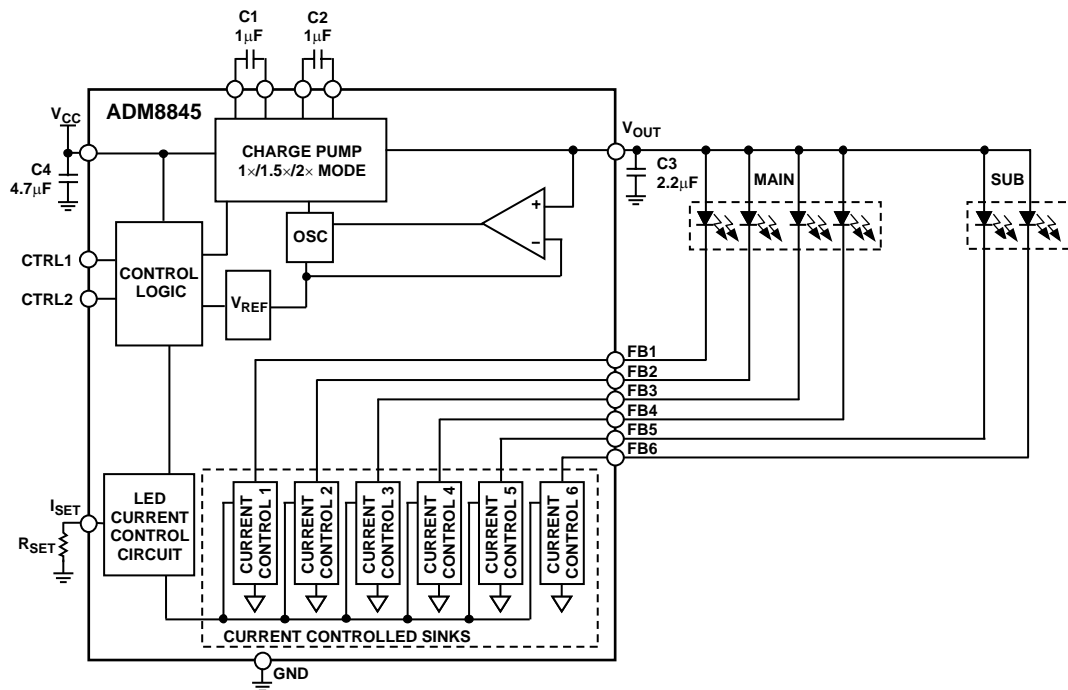 C1
1μF
C2
1μF
ADM8845
VCC
C4
4.7μF
CHARGE PUMP
1×/1.5×/2× MODE
VOUT
C3
2.2μF
MAIN
SUB
OSC
+
–
CTRL1
CTRL2
CONTROL
LOGIC
VREF
FB1
FB2
FB3
FB4
FB5
FB6
ISET
RSET
LED
CURRENT
CONTROL
CIRCUIT
CURRENT
CONTROL 1
CURRENT
CONTROL 2
CURRENT
CONTROL 3
CURRENT
CONTROL 4
CURRENT
CONTROL 5
CURRENT
CONTROL 6
CURRENT CONTROLLED SINKS
GND